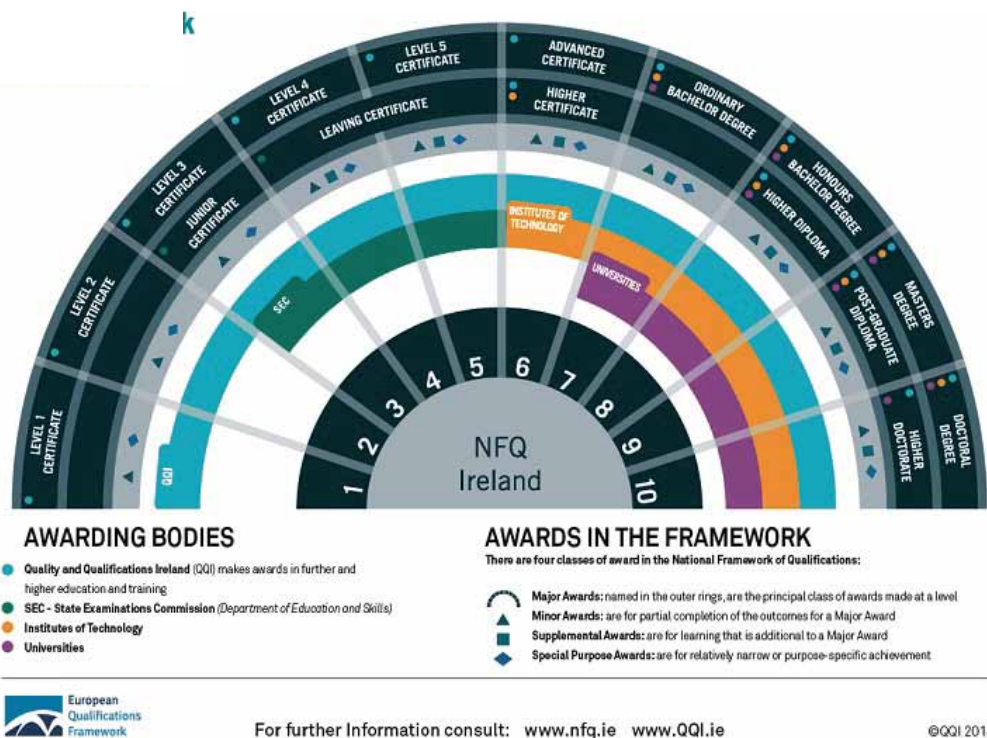 k
LEVEL 1
CERTIFICATE
LEVEL 2
CERTIFICATE
LEVEL 3
CERTIFICATE
JUNIOR
CERTIFICATE
LEVEL 4
CERTIFICATE
LEAVING CERTIFICATE
LEVEL 5
CERTIFICATE
ADVANCED
CERTIFICATE
HIGHER
CERTIFICATE
ORDINARY
BACHELOR DEGREE
HONOURS
BACHELOR DEGREE
HIGHER DIPLOMA
MASTERS
DEGREE
POST-GRADUATE
DIPLOMA
DOCTORAL
DEGREE
HIGHER
DOCTORATE
QQI
SEC
INSTITUTES OF
TECHNOLOGY
UNIVERSITIES
1
2
3
4
5
6
7
8
9
10
NFQ
Ireland
AWARDING BODIES
Quality and Qualifications Ireland (QQI) makes awards in further and
higher education and training
SEC - State Examinations Commission (Department of Education and Skills)
Institutes of Technology
Universities
AWARDS IN THE FRAMEWORK
There are four classes of award in the National Framework of Qualifications:
Major Awards: named in the outer rings, are the principal class of awards made at a level
Minor Awards: are for partial completion of the outcomes for a Major Award
Supplemental Awards: are for learning that is additional to a Major Award
Special Purpose Awards: are for relatively narrow or purpose-specific achievement
European
Qualifications
Framework
For further Information consult: www.nfq.ie www.QQI.ie
©QQI 201